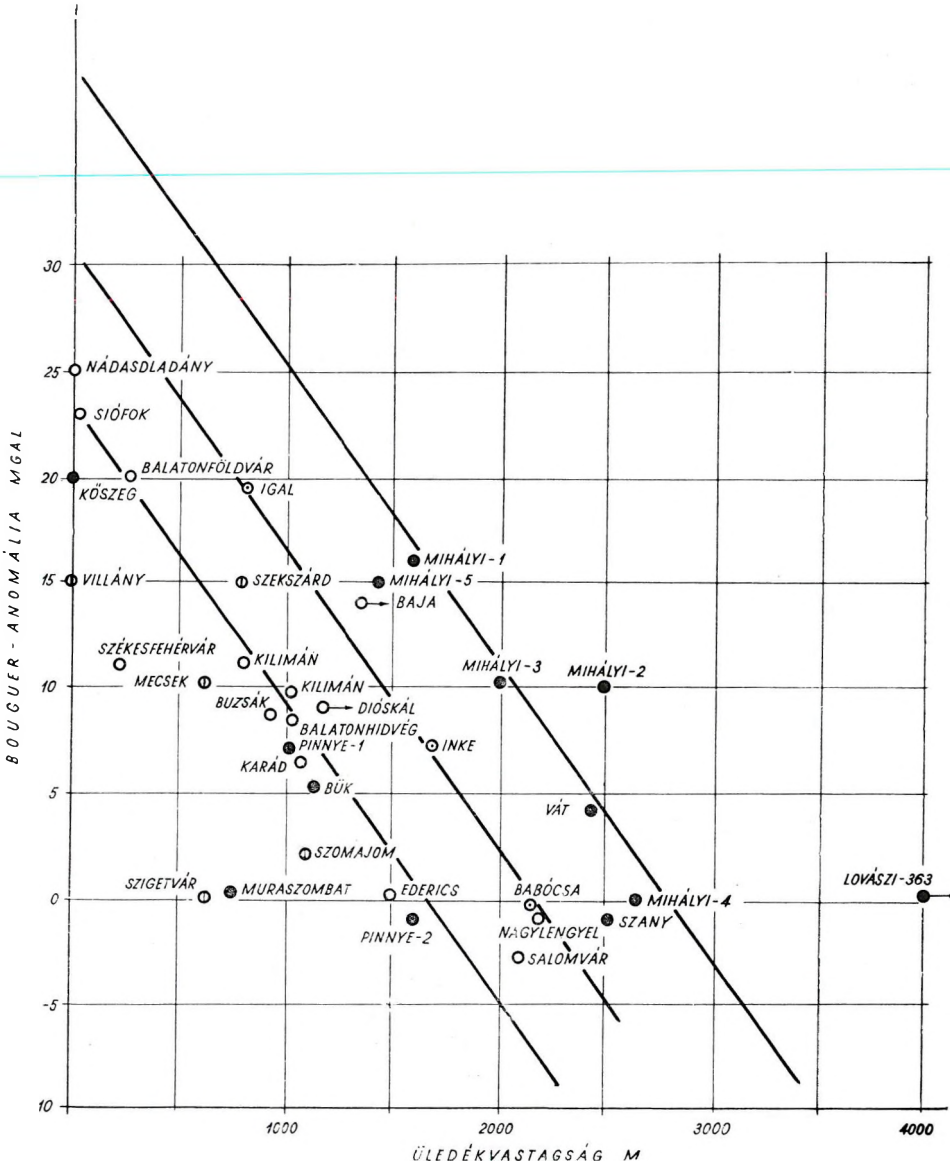 30
25
NÁDASDLADÁNY
SIÓFOK
20
BALATONFÖLDVÁR
KŐSZEG
IGAL
MIHÁLYI-1
15
VILLÁNY
SZEKSZÁRD
MIHÁLYI-5
BAJA
SZÉKESFEHÉRVÁR
KILIMÁN
MIHÁLYI-3
MIHÁLYI-2
10
MECSEK
KILIMÁN
BUZSÁK
DIÓSKÁL
BALATONHIDVÉG
PINNYE-1
INKE
KARÁD
5
BÜK
VÁT
SZOMAJOM
SZIGETVÁR
MURASZOMBAT
EDERICS
BABÓCSA
LOVÁSZI-363
0
MIHÁLYI-4
PINNYE-2
NAGYLENGYEL
SZANY
SALOMVÁR
-5
10
1000
2000
3000
4000
ÜLEDÉKVASTAGSÁG M
BOUGUER-ANOMÁLIA MGAL